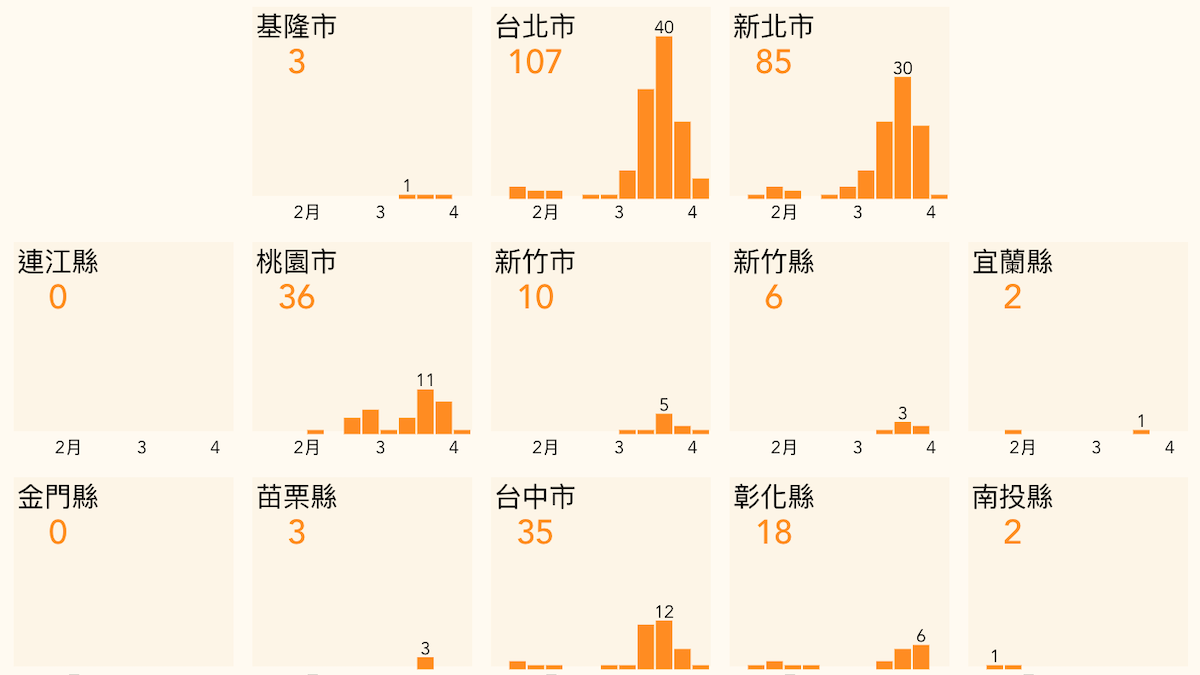 基隆市
3
1
2月 3 4
台北市
107
40
2月 3 4
新北市
85
30
2月 3 4
連江縣
0
2月 3 4
桃園市
36
11
2月 3 4
新竹市
10
5
2月 3 4
新竹縣
6
3
2月 3 4
宜蘭縣
2
1
2月 3 4
金門縣
0
苗栗縣
3
3
台中市
35
12
彰化縣
18
6
南投縣
2
1